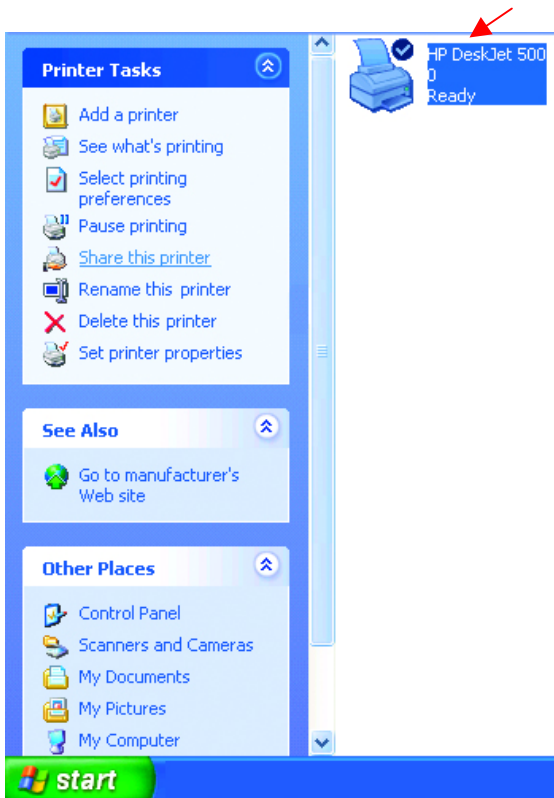 Printer Tasks
Add a printer
See what's printing
Select printing
preferences
Pause printing
Share this printer
Rename this printer
Delete this printer
Set printer properties
See Also
Go to manufacturer's
Web site
Other Places
Control Panel
Scanners and Cameras
My Documents
My Pictures
My Computer
HP DeskJet 500
0
Ready
start